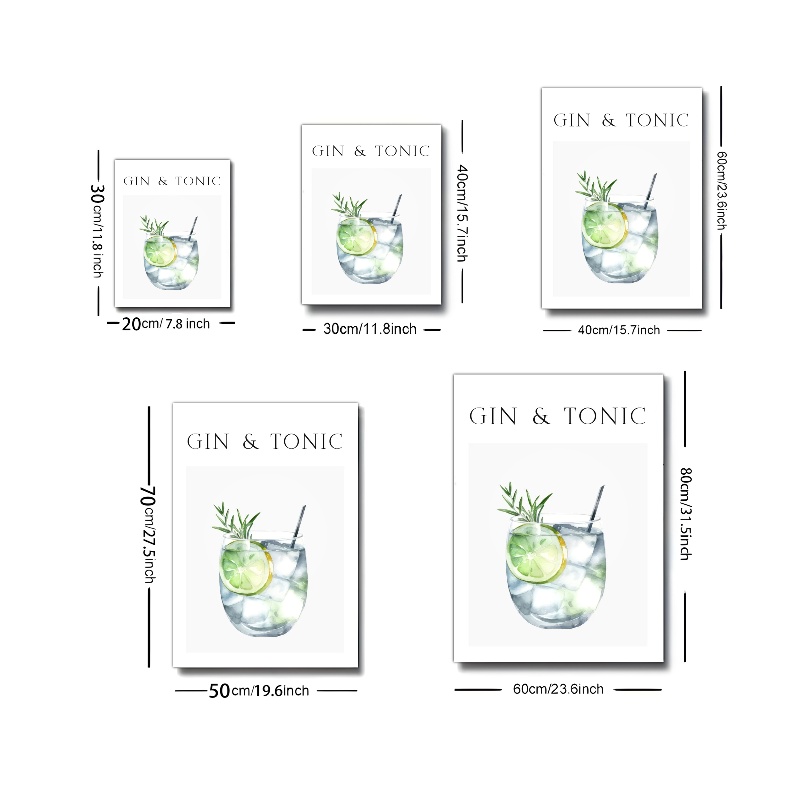 GIN & TONIC
30cm/11.8 inch
20cm/ 7.8 inch
GIN & TONIC
40cm/15.7inch
30cm/11.8inch
GIN & TONIC
60cm/23.6inch
40cm/15.7inch
GIN & TONIC
70cm/27.5inch
50cm/19.6inch
GIN & TONIC
80cm/31.5inch
60cm/23.6inch